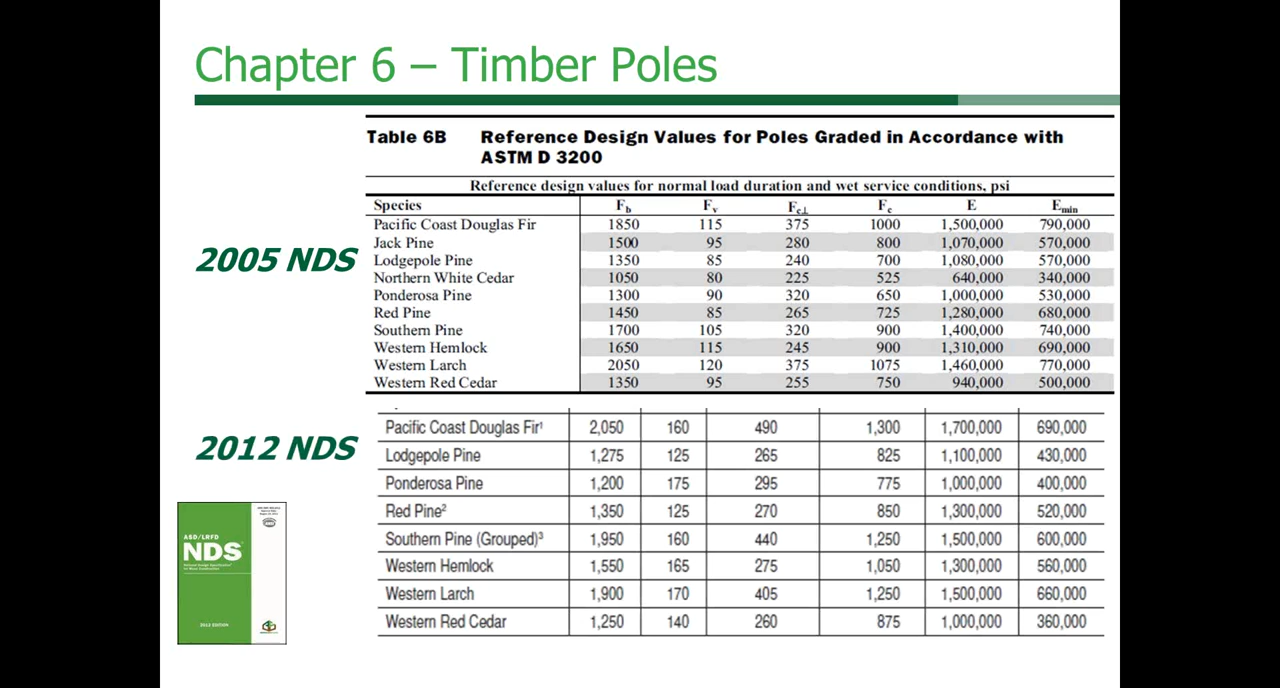 Chapter 6 – Timber Poles
Table 6B Reference Design Values for Poles Graded in Accordance with
ASTM D 3200
Reference design values for normal load duration and wet service conditions, psi
Species F_b F_v F_c⊥ F_c E E_min
Pacific Coast Douglas Fir 1850 115 375 1000 1,500,000 790,000
Jack Pine 1500 95 280 800 1,070,000 570,000
2005 NDS
Lodgepole Pine 1350 85 240 700 1,080,000 570,000
Northern White Cedar 1050 80 225 525 640,000 340,000
Ponderosa Pine 1300 90 320 650 1,000,000 530,000
Red Pine 1450 85 265 725 1,280,000 680,000
Southern Pine 1700 105 320 900 1,400,000 740,000
Western Hemlock 1650 115 245 900 1,310,000 690,000
Western Larch 2050 120 375 1075 1,460,000 770,000
Western Red Cedar 1350 95 255 750 940,000 500,000
Pacific Coast Douglas Fir¹ 2,050 160 490 1,300 1,700,000 690,000
2012 NDS
Lodgepole Pine 1,275 125 265 825 1,100,000 430,000
Ponderosa Pine 1,200 175 295 775 1,000,000 400,000
Red Pine² 1,350 125 270 850 1,300,000 520,000
Southern Pine (Grouped)³ 1,950 160 440 1,250 1,500,000 600,000
Western Hemlock 1,550 165 275 1,050 1,300,000 560,000
Western Larch 1,900 170 405 1,250 1,500,000 660,000
Western Red Cedar 1,250 140 260 875 1,000,000 360,000
ASD/LRFD
NDS
2012 EDITION